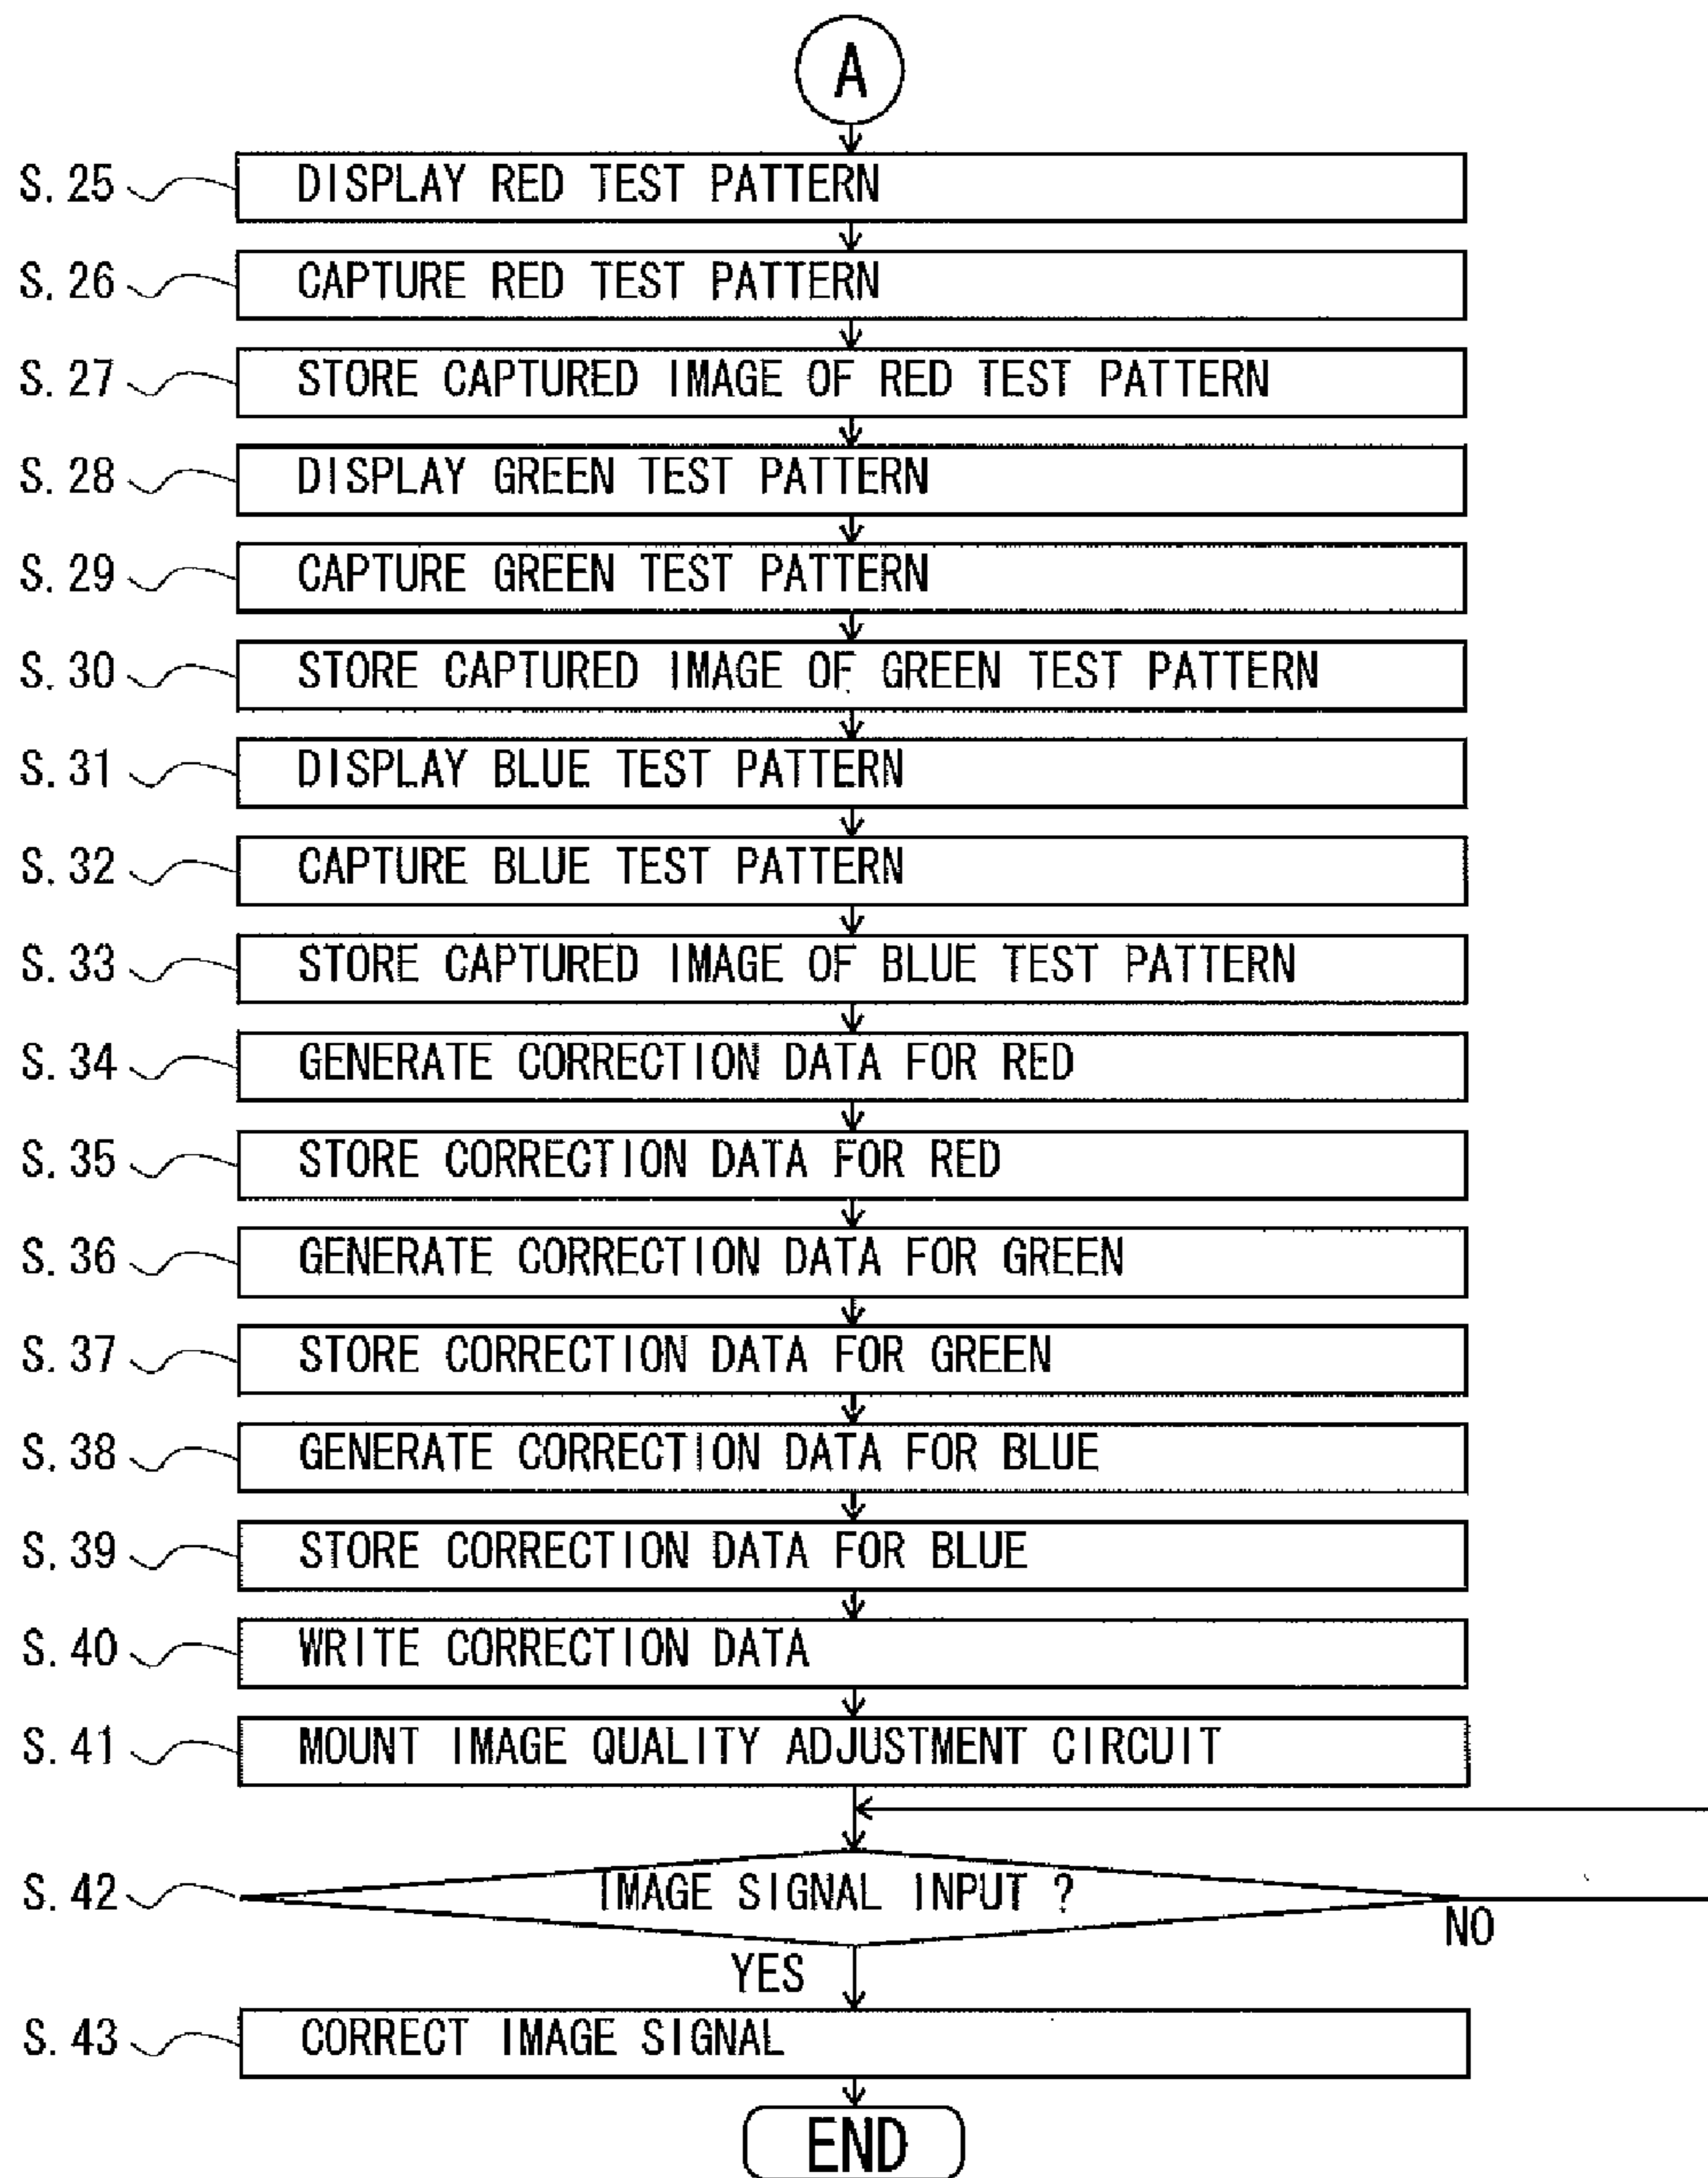 A
S.25 DISPLAY RED TEST PATTERN
S.26 CAPTURE RED TEST PATTERN
S.27 STORE CAPTURED IMAGE OF RED TEST PATTERN
S.28 DISPLAY GREEN TEST PATTERN
S.29 CAPTURE GREEN TEST PATTERN
S.30 STORE CAPTURED IMAGE OF GREEN TEST PATTERN
S.31 DISPLAY BLUE TEST PATTERN
S.32 CAPTURE BLUE TEST PATTERN
S.33 STORE CAPTURED IMAGE OF BLUE TEST PATTERN
S.34 GENERATE CORRECTION DATA FOR RED
S.35 STORE CORRECTION DATA FOR RED
S.36 GENERATE CORRECTION DATA FOR GREEN
S.37 STORE CORRECTION DATA FOR GREEN
S.38 GENERATE CORRECTION DATA FOR BLUE
S.39 STORE CORRECTION DATA FOR BLUE
S.40 WRITE CORRECTION DATA
S.41 MOUNT IMAGE QUALITY ADJUSTMENT CIRCUIT
S.42 IMAGE SIGNAL INPUT ?
NO
YES
S.43 CORRECT IMAGE SIGNAL
END